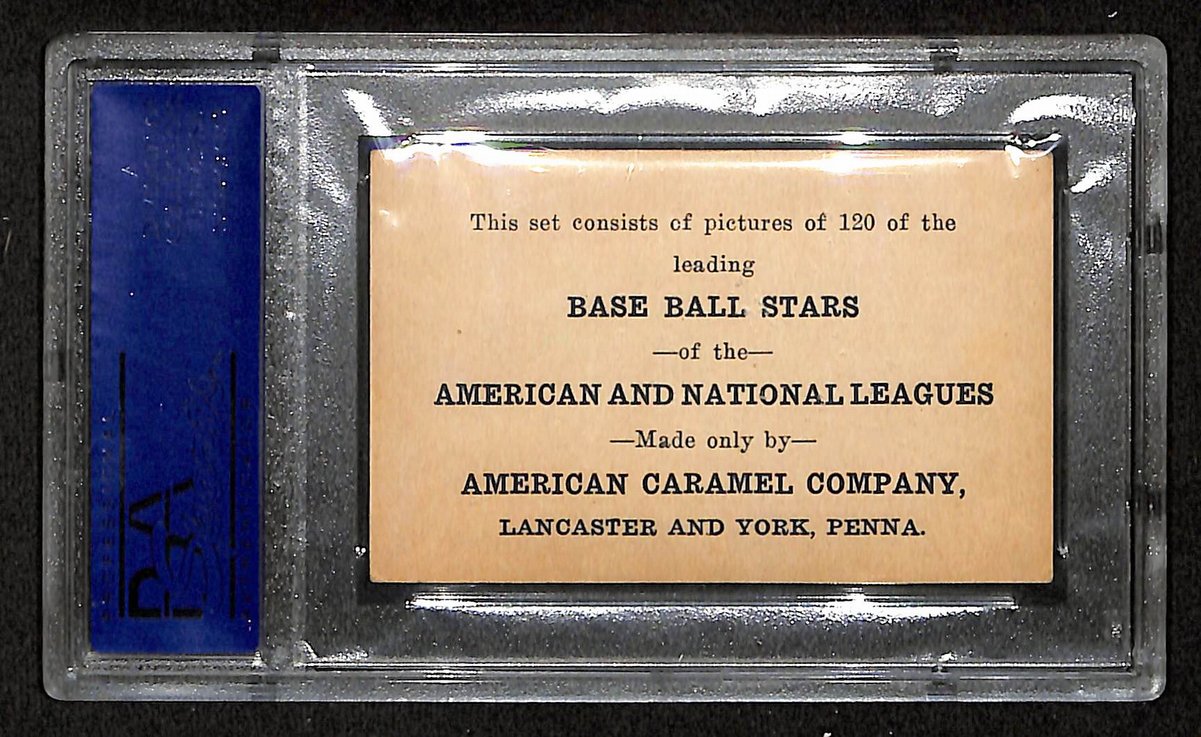 This set consists of pictures of 120 of the
leading
BASE BALL STARS
—of the—
AMERICAN AND NATIONAL LEAGUES
—Made only by—
AMERICAN CARAMEL COMPANY,
LANCASTER AND YORK, PENNA.
PSA